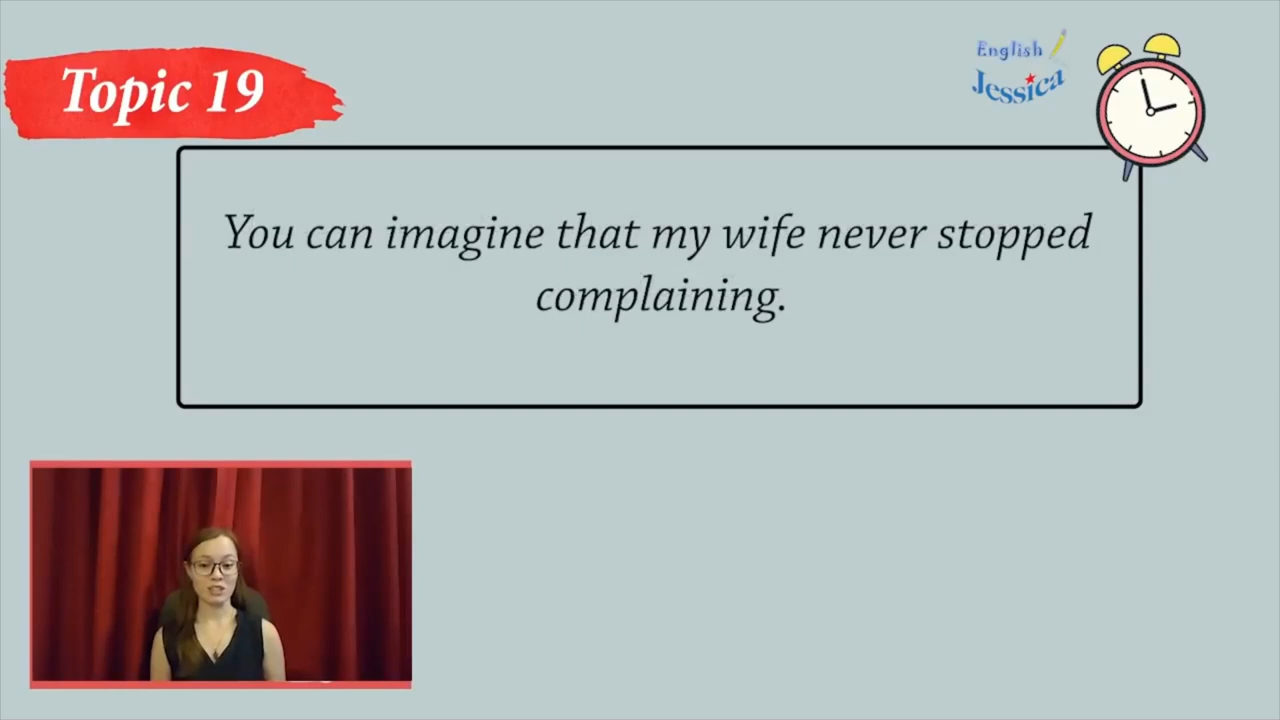 Topic 19
English
Jessica
You can imagine that my wife never stopped
complaining.